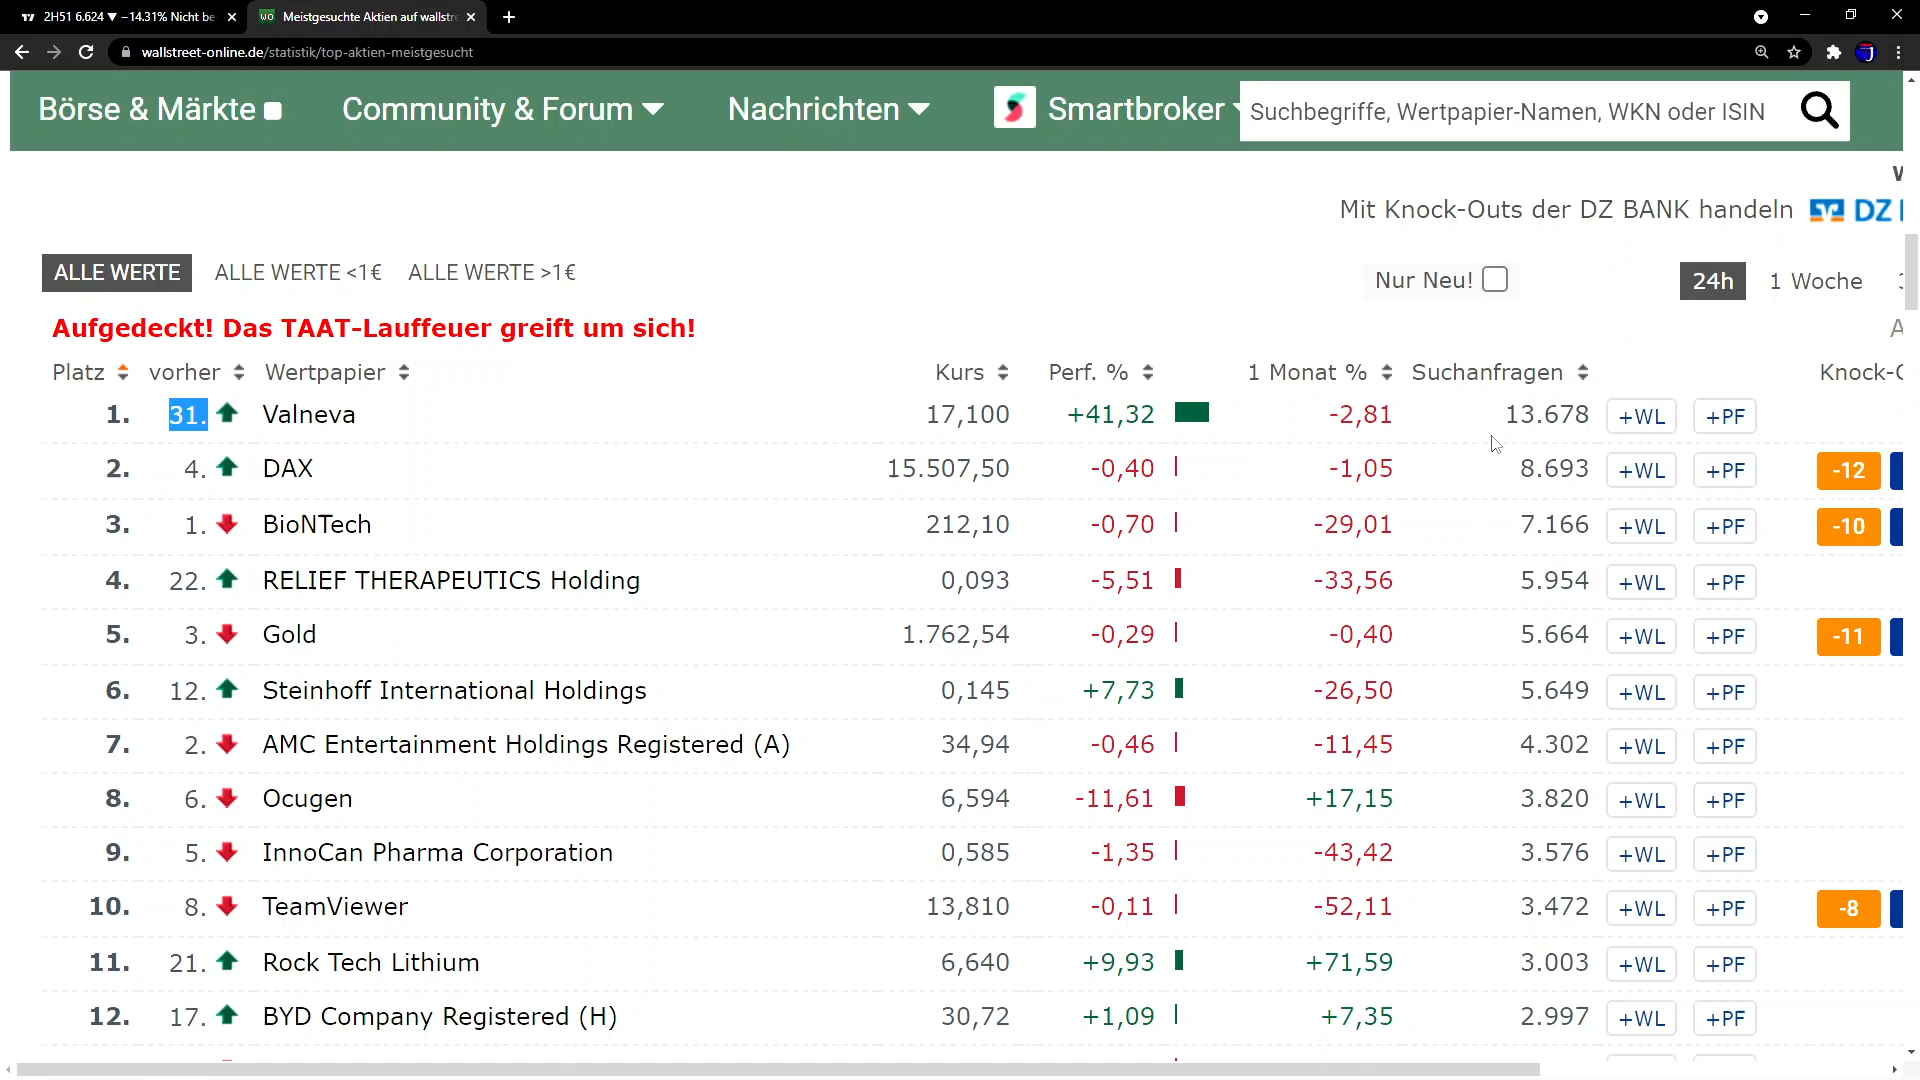 2H51 6.624 ▼ −14.31% Nicht be
Meistgesuchte Aktien auf wallstre
wallstreet-online.de/statistik/top-aktien-meistgesucht
Börse & Märkte Community & Forum Nachrichten Smartbroker Suchbegriffe, Wertpapier-Namen, WKN oder ISIN
Mit Knock-Outs der DZ BANK handeln DZ
ALLE WERTE ALLE WERTE <1€ ALLE WERTE >1€ Nur Neu! 24h 1 Woche
Aufgedeckt! Das TAAT-Lauffeuer greift um sich!
Platz vorher Wertpapier Kurs Perf. % 1 Monat % Suchanfragen Knock-O
1. 31. Valneva 17,100 +41,32 -2,81 13.678 +WL +PF
2. 4. DAX 15.507,50 -0,40 -1,05 8.693 +WL +PF -12
3. 1. BioNTech 212,10 -0,70 -29,01 7.166 +WL +PF -10
4. 22. RELIEF THERAPEUTICS Holding 0,093 -5,51 -33,56 5.954 +WL +PF
5. 3. Gold 1.762,54 -0,29 -0,40 5.664 +WL +PF -11
6. 12. Steinhoff International Holdings 0,145 +7,73 -26,50 5.649 +WL +PF
7. 2. AMC Entertainment Holdings Registered (A) 34,94 -0,46 -11,45 4.302 +WL +PF
8. 6. Ocugen 6,594 -11,61 +17,15 3.820 +WL +PF
9. 5. InnoCan Pharma Corporation 0,585 -1,35 -43,42 3.576 +WL +PF
10. 8. TeamViewer 13,810 -0,11 -52,11 3.472 +WL +PF -8
11. 21. Rock Tech Lithium 6,640 +9,93 +71,59 3.003 +WL +PF
12. 17. BYD Company Registered (H) 30,72 +1,09 +7,35 2.997 +WL +PF